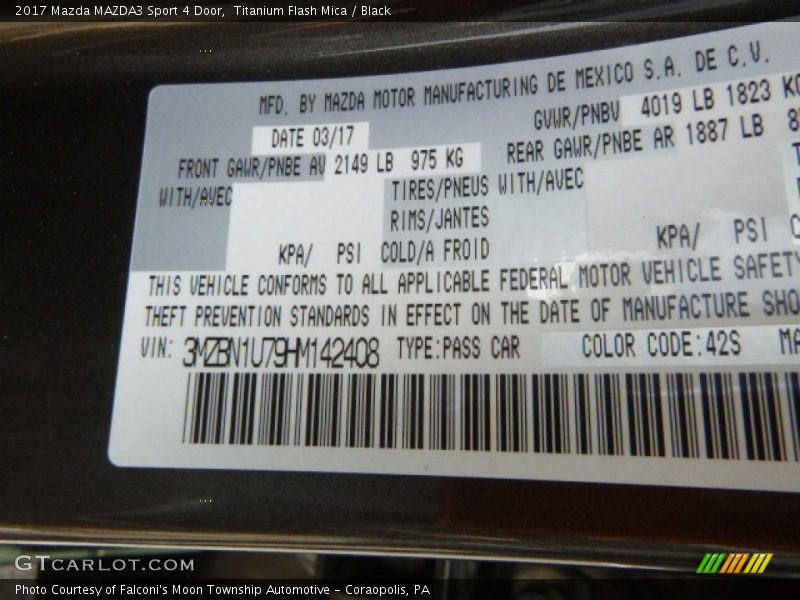 2017 Mazda MAZDA3 Sport 4 Door,  Titanium Flash Mica / Black
MFD. BY MAZDA MOTOR MANUFACTURING DE MEXICO S.A. DE C.V.
DATE 03/17 GVWR/PNBV 4019 LB 1823 KG
FRONT GAWR/PNBE AV 2149 LB 975 KG REAR GAWR/PNBE AR 1887 LB
WITH/AVEC TIRES/PNEUS WITH/AVEC
RIMS/JANTES
KPA/ PSI COLD/A FROID KPA/ PSI
THIS VEHICLE CONFORMS TO ALL APPLICABLE FEDERAL MOTOR VEHICLE SAFETY
THEFT PREVENTION STANDARDS IN EFFECT ON THE DATE OF MANUFACTURE SHO
VIN: 3MZBN1U79HM142408 TYPE:PASS CAR COLOR CODE:42S MA
GTCARLOT.COM
Photo Courtesy of Falconi's Moon Township Automotive – Coraopolis, PA